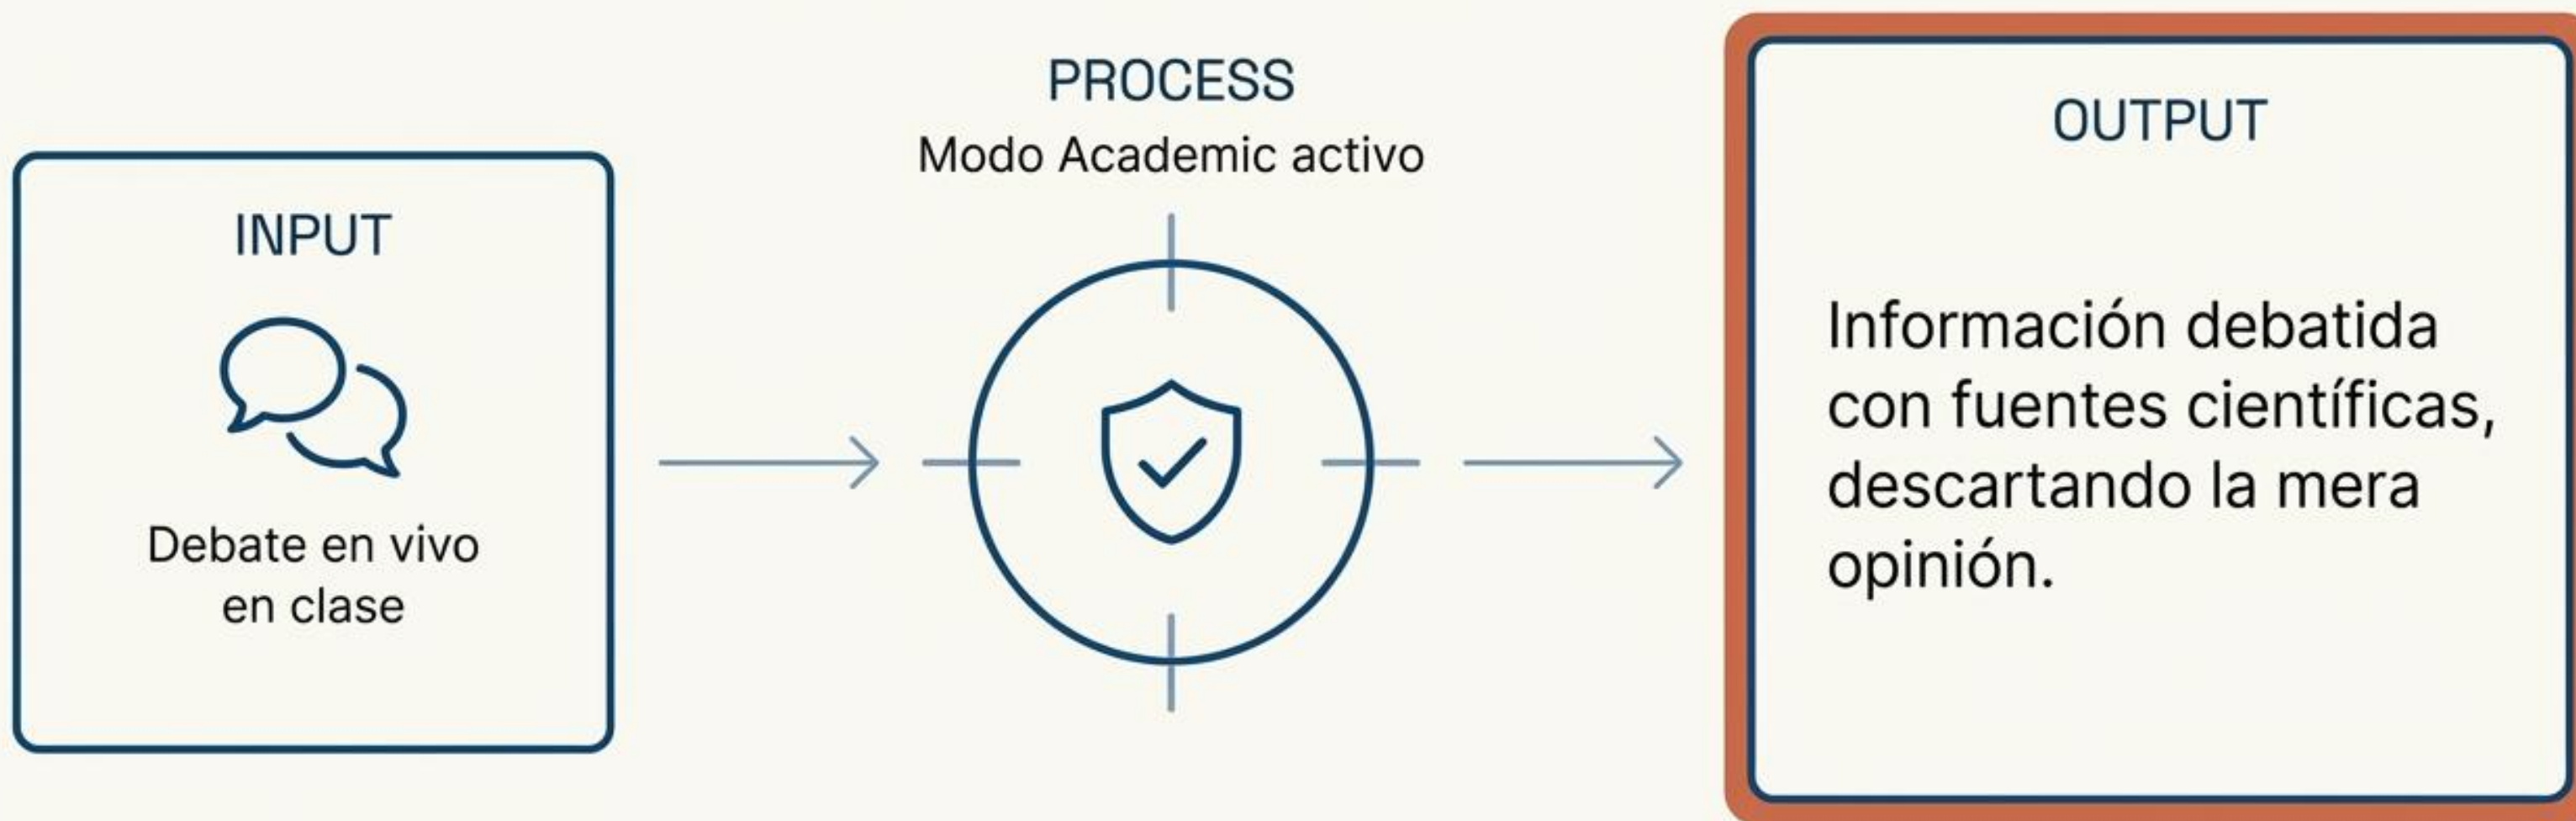 INPUT
Debate en vivo
en clase
PROCESS
Modo Academic activo
OUTPUT
Información debatida
con fuentes científicas,
descartando la mera
opinión.